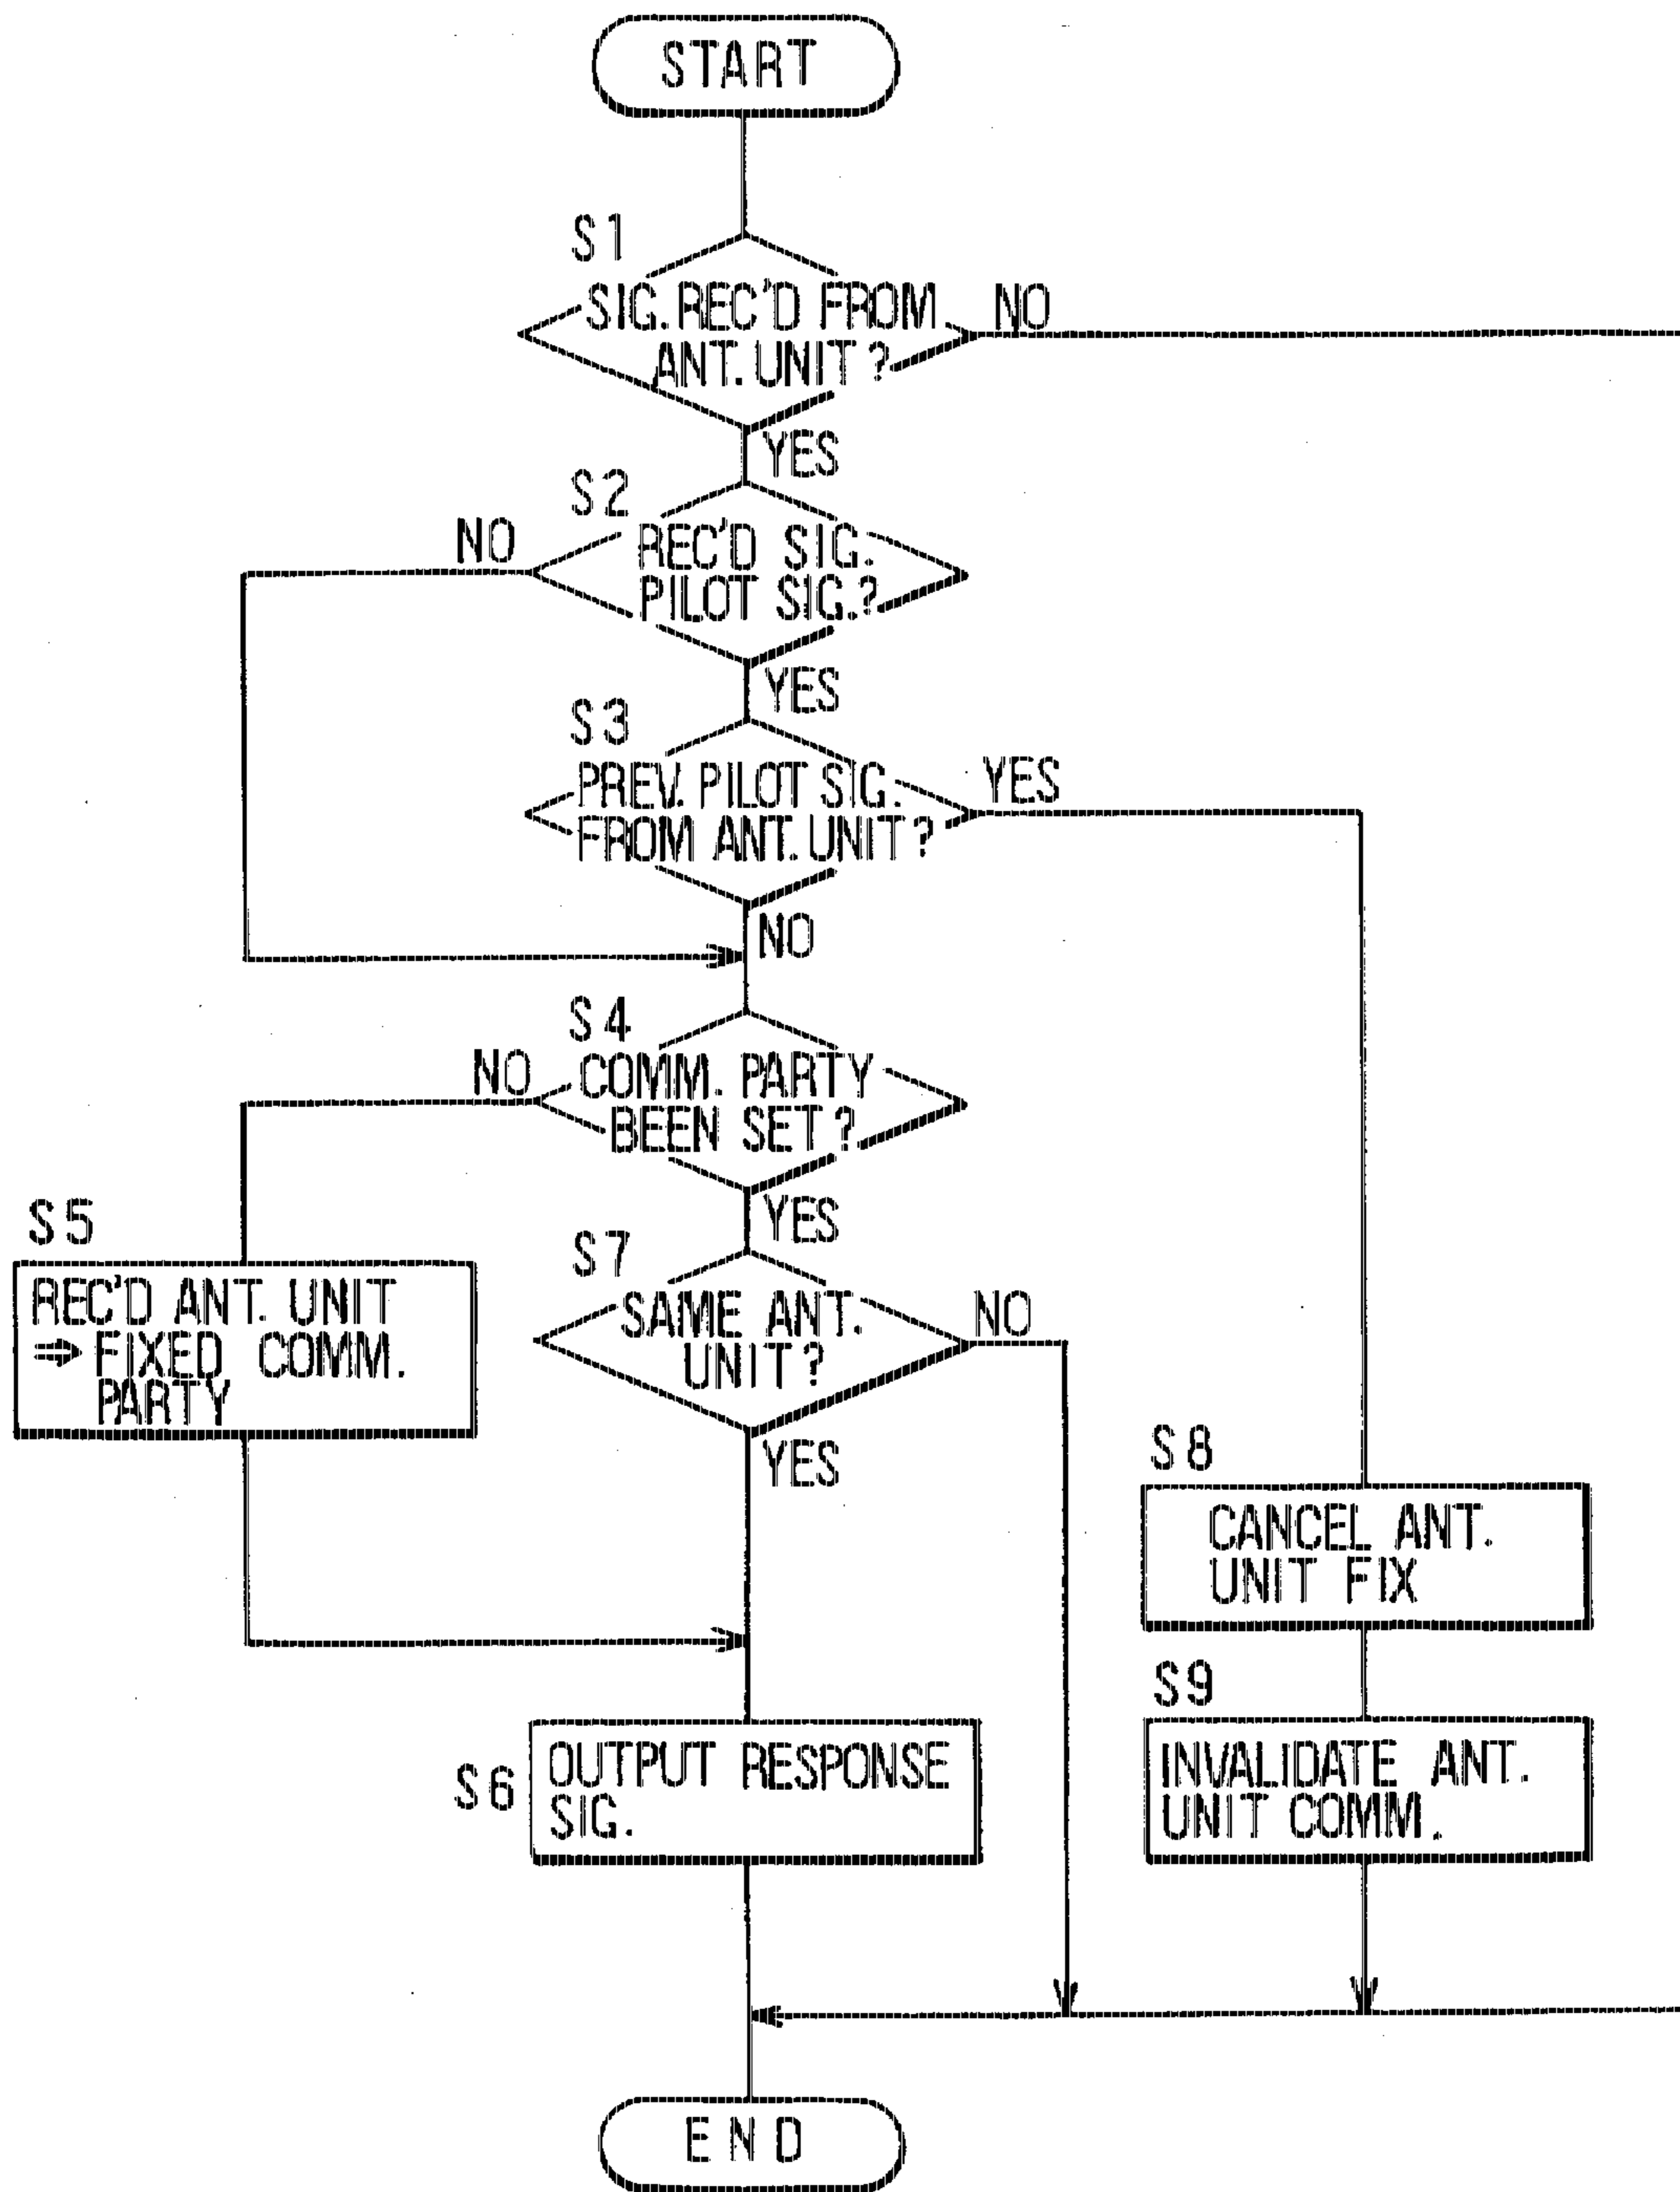 START
S1
SIG. REC'D FROM
ANT. UNIT?
NO
YES
S2
NO
REC'D SIG.
PILOT SIG.?
YES
S3
PREV. PILOT SIG.
FROM ANT. UNIT?
YES
NO
S4
NO
COMM. PARTY
BEEN SET?
YES
S5
REC'D ANT. UNIT
⇒ FIXED COMM.
PARTY
S7
SAME ANT.
UNIT?
NO
YES
S8
CANCEL ANT.
UNIT FIX
S9
INVALIDATE ANT.
UNIT COMM.
S6
OUTPUT RESPONSE
SIG.
END